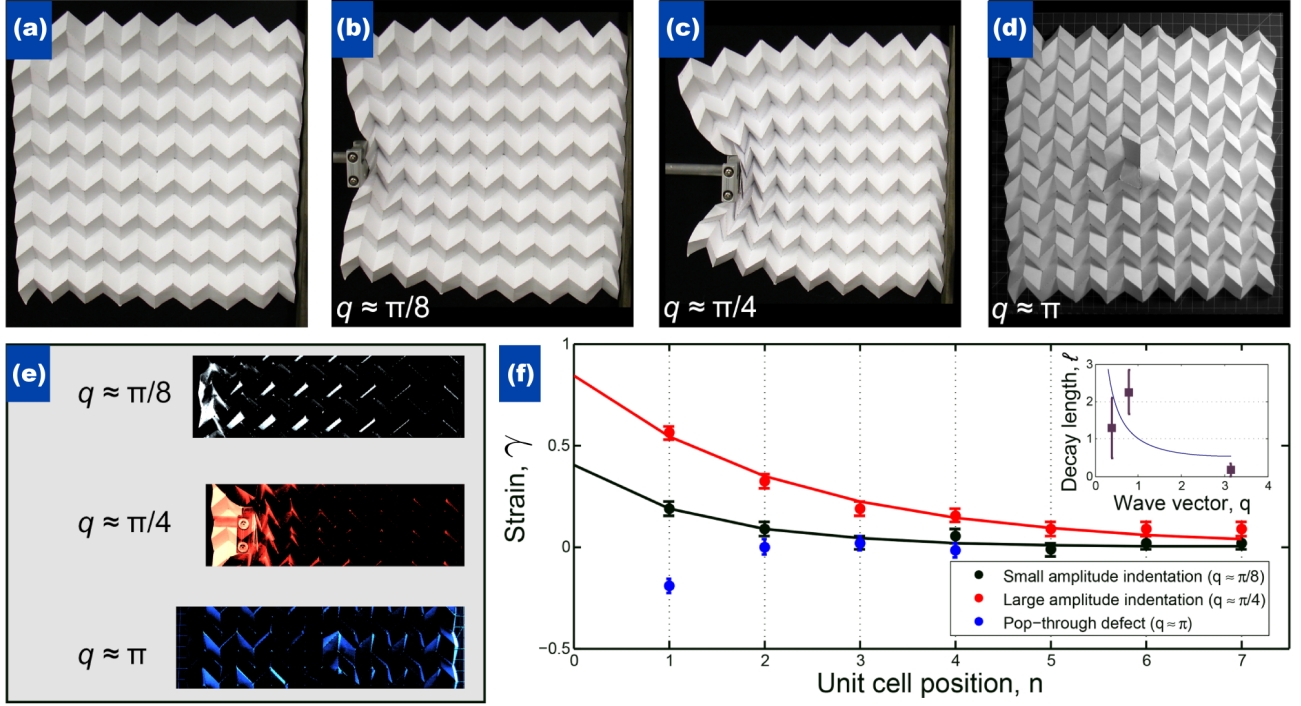 (a)
(b)
(c)
(d)
q ≈ π/8
q ≈ π/4
q ≈ π
(e)
q ≈ π/8
q ≈ π/4
q ≈ π
(f)
1
0.5
0
−0.5
Strain, γ
0 1 2 3 4 5 6 7
Unit cell position, n
Small amplitude indentation (q ≈ π/8)
Large amplitude indentation (q ≈ π/4)
Pop−through defect (q ≈ π)
3
2
1
0
Decay length, ℓ
0 1 2 3 4
Wave vector, q